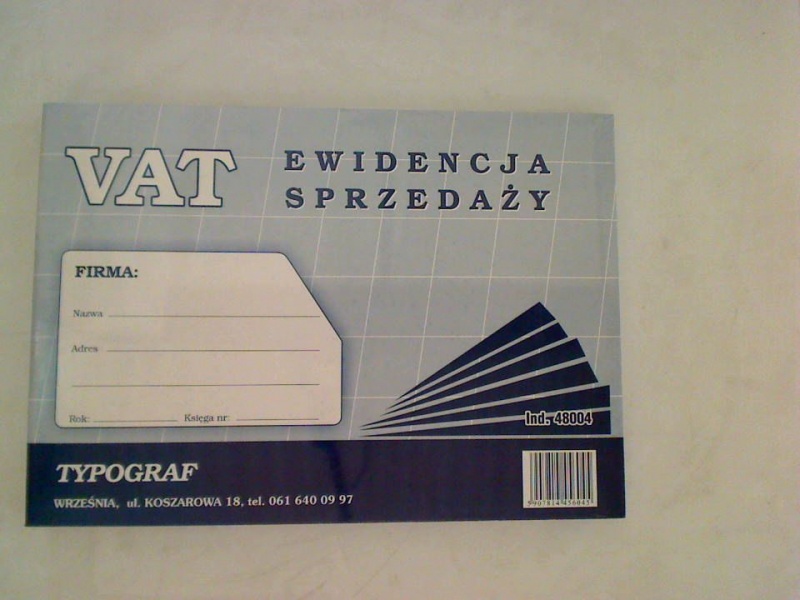 VAT
EWIDENCJA
SPRZEDAŻY
FIRMA:
Nazwa
Adres
Rok: Księga nr:
Ind. 48004
TYPOGRAF
WRZEŚNIA, ul. KOSZAROWA 18, tel. 061 640 09 97